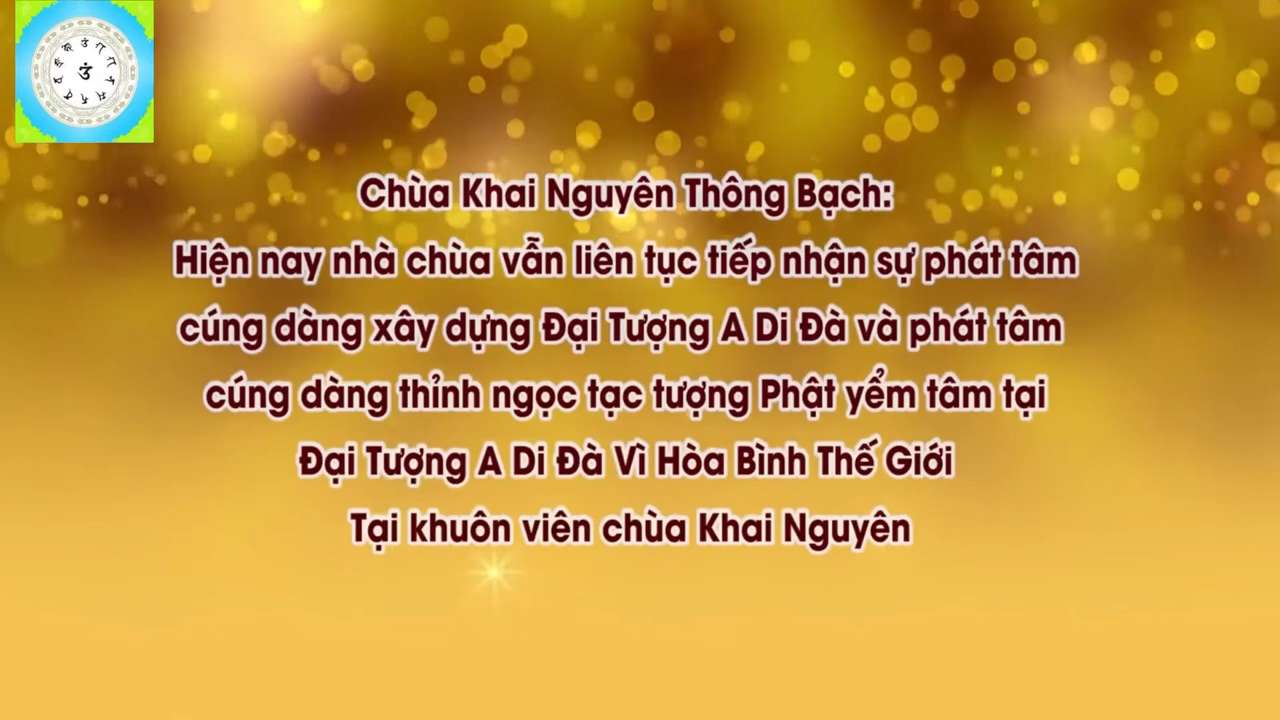 Chùa Khai Nguyên Thông Bạch:
Hiện nay nhà chùa vẫn liên tục tiếp nhận sự phát tâm
cúng dàng xây dựng Đại Tượng A Di Đà và phát tâm
cúng dàng thỉnh ngọc tạc tượng Phật yểm tâm tại
Đại Tượng A Di Đà Vì Hòa Bình Thế Giới
Tại khuôn viên chùa Khai Nguyên